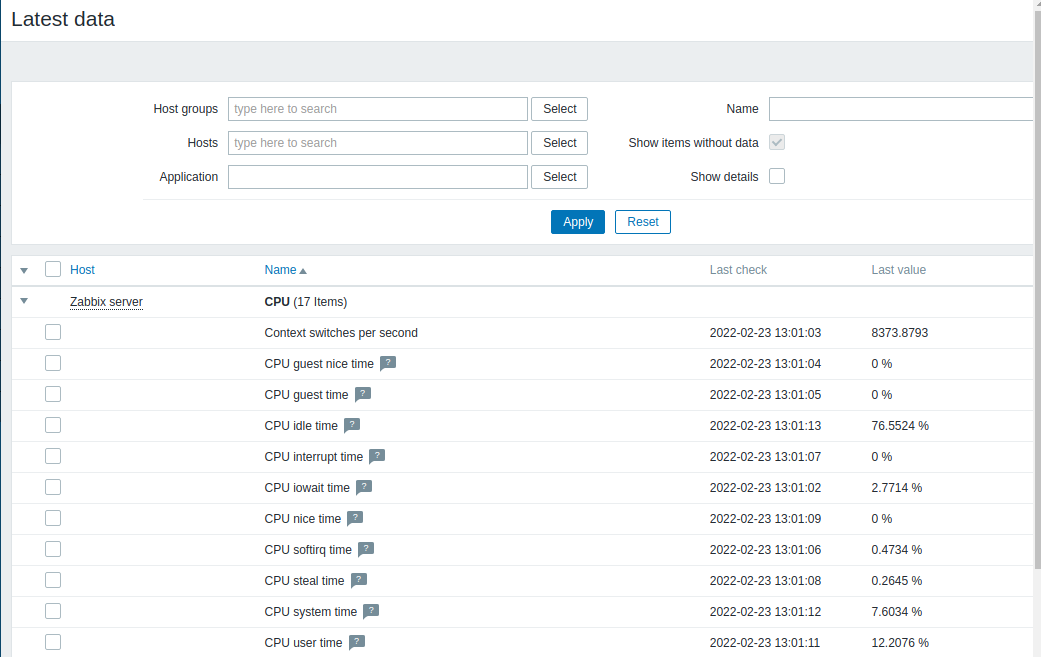 Latest data
Host groups type here to search Select Name
Hosts type here to search Select Show items without data
Application Select Show details
Apply Reset
Host Name Last check Last value
Zabbix server CPU (17 Items)
Context switches per second 2022-02-23 13:01:03 8373.8793
CPU guest nice time ? 2022-02-23 13:01:04 0 %
CPU guest time ? 2022-02-23 13:01:05 0 %
CPU idle time ? 2022-02-23 13:01:13 76.5524 %
CPU interrupt time ? 2022-02-23 13:01:07 0 %
CPU iowait time ? 2022-02-23 13:01:02 2.7714 %
CPU nice time ? 2022-02-23 13:01:09 0 %
CPU softirq time ? 2022-02-23 13:01:06 0.4734 %
CPU steal time ? 2022-02-23 13:01:08 0.2645 %
CPU system time ? 2022-02-23 13:01:12 7.6034 %
CPU user time ? 2022-02-23 13:01:11 12.2076 %